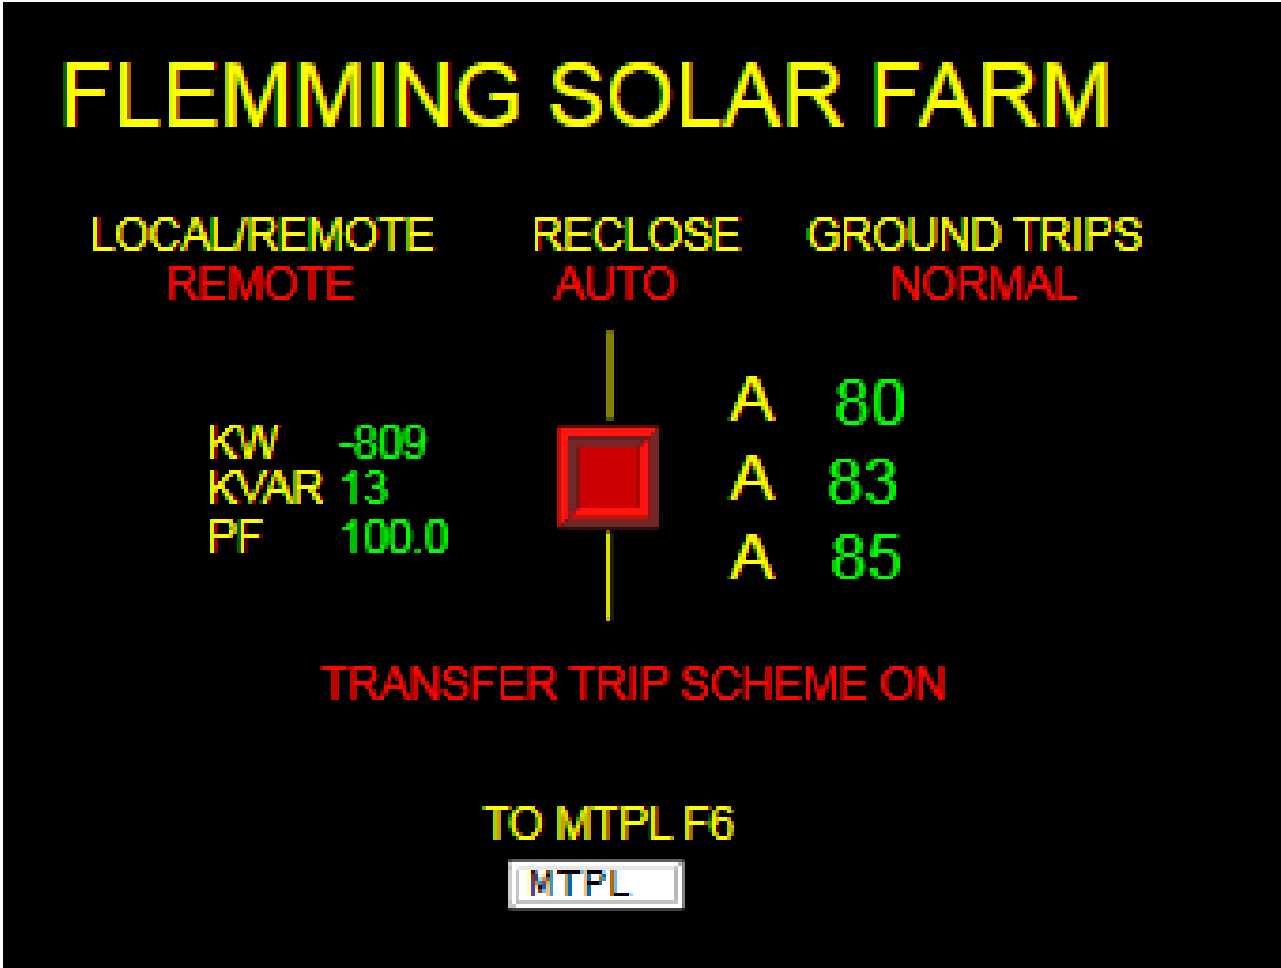 FLEMMING SOLAR FARM
LOCAL/REMOTE RECLOSE GROUND TRIPS
REMOTE AUTO NORMAL
A 80
KW -809
KVAR 13
A 83
PF 100.0
A 85
TRANSFER TRIP SCHEME ON
TO MTPL F6
MTPL